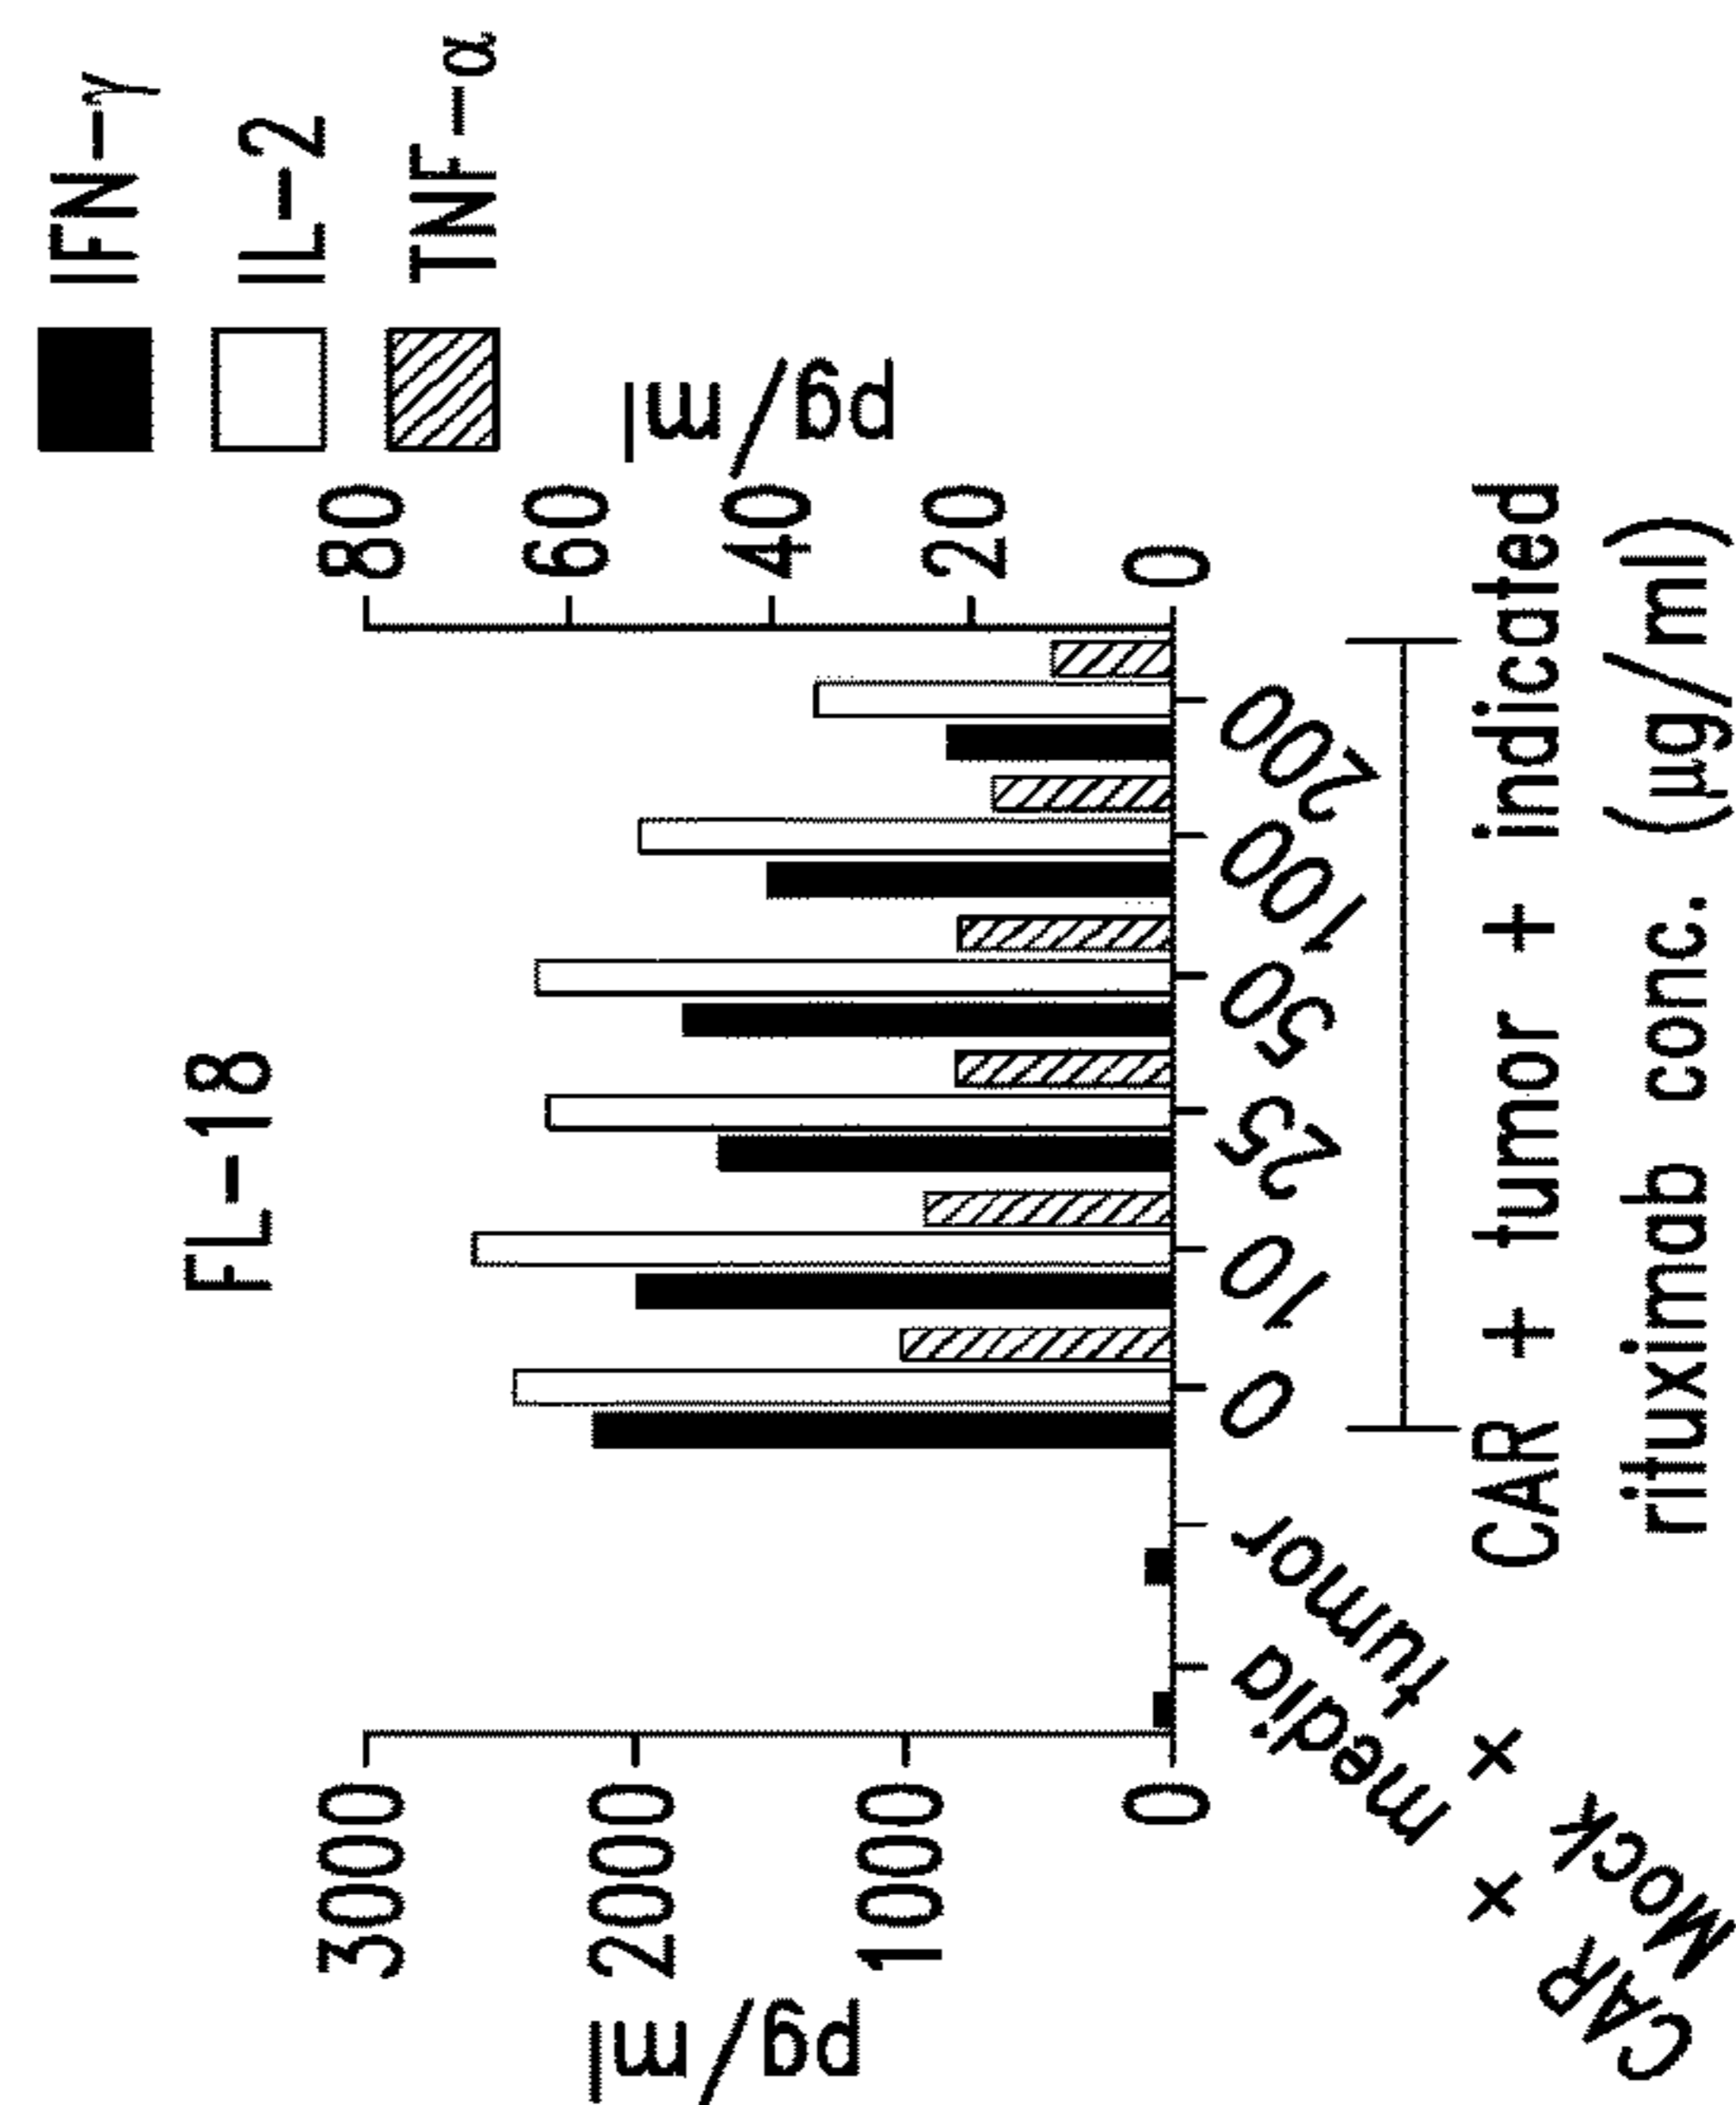 FL-18
IFN-γ
IL-2
TNF-α
pg/ml
3000
2000
1000
0
pg/ml
80
60
40
20
0
CAR + media
Mock + tumor
0
10
25
50
100
200
CAR + tumor + indicated
rituximab conc. (µg/ml)